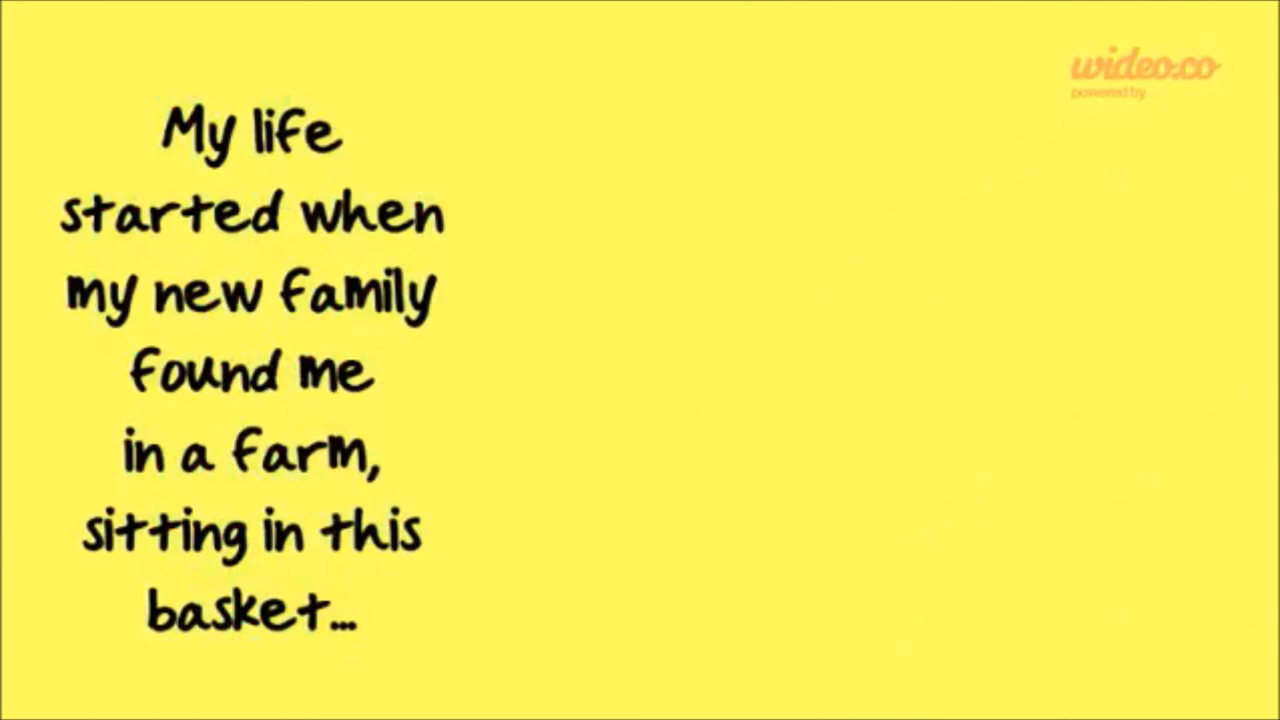 wideo.co
powered by
My life
started when
my new family
found me
in a farm,
sitting in this
basket...